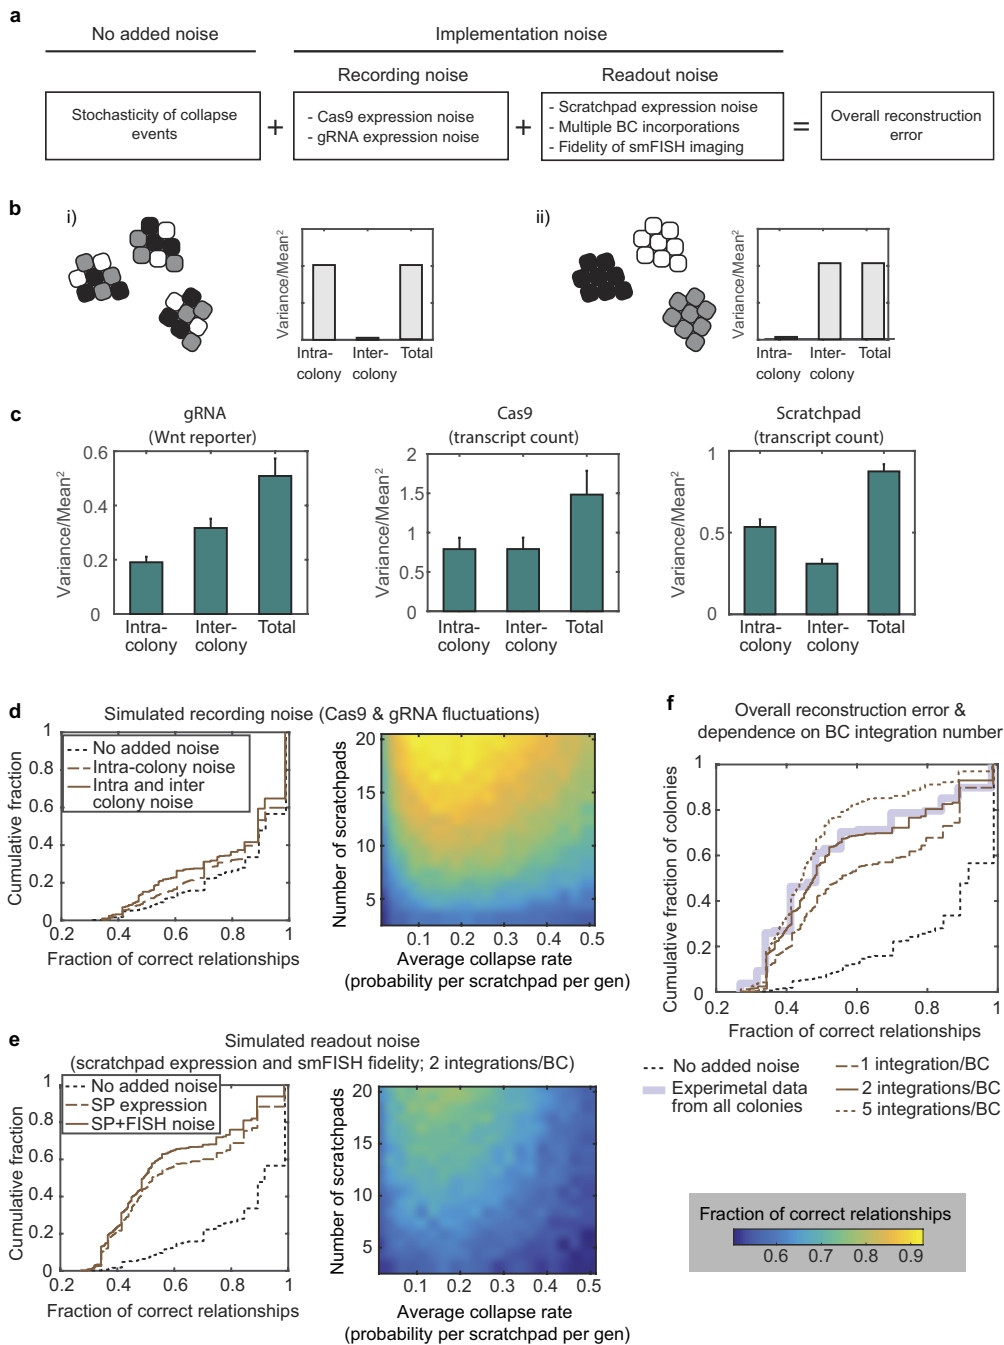 a
No added noise
Implementation noise
Recording noise
Readout noise
Stochasticity of collapse
events
+
- Cas9 expression noise
- gRNA expression noise
+
- Scratchpad expression noise
- Multiple BC incorporations
- Fidelity of smFISH imaging
=
Overall reconstruction
error
b
i)
Variance/Mean²
Intra-
colony
Inter-
colony
Total
ii)
Variance/Mean²
Intra-
colony
Inter-
colony
Total
c
gRNA
(Wnt reporter)
Variance/Mean²
0.6
0.4
0.2
0
Intra-
colony
Inter-
colony
Total
Cas9
(transcript count)
Variance/Mean²
2
1.5
1
0.5
0
Intra-
colony
Inter-
colony
Total
Scratchpad
(transcript count)
Variance/Mean²
1
0.5
0
Intra-
colony
Inter-
colony
Total
d
Simulated recording noise (Cas9 & gRNA fluctuations)
Cumulative fraction
1
0.8
0.6
0.4
0.2
0
No added noise
Intra-colony noise
Intra and inter
colony noise
0.2 0.4 0.6 0.8 1
Fraction of correct relationships
Number of scratchpads
20
15
10
5
0.1 0.2 0.3 0.4 0.5
Average collapse rate
(probability per scratchpad per gen)
e
Simulated readout noise
(scratchpad expression and smFISH fidelity; 2 integrations/BC)
Cumulative fraction
1
0.8
0.6
0.4
0.2
0
No added noise
SP expression
SP+FISH noise
0.2 0.4 0.6 0.8 1
Fraction of correct relationships
Number of scratchpads
20
15
10
5
0 0.1 0.2 0.3 0.4 0.5
Average collapse rate
(probability per scratchpad per gen)
f
Overall reconstruction error &
dependence on BC integration number
Cumulative fraction of colonies
1
0.8
0.6
0.4
0.2
0
0.2 0.4 0.6 0.8 1
Fraction of correct relationships
No added noise
Experimetal data
from all colonies
1 integration/BC
2 integrations/BC
5 integrations/BC
Fraction of correct relationships
0.6 0.7 0.8 0.9